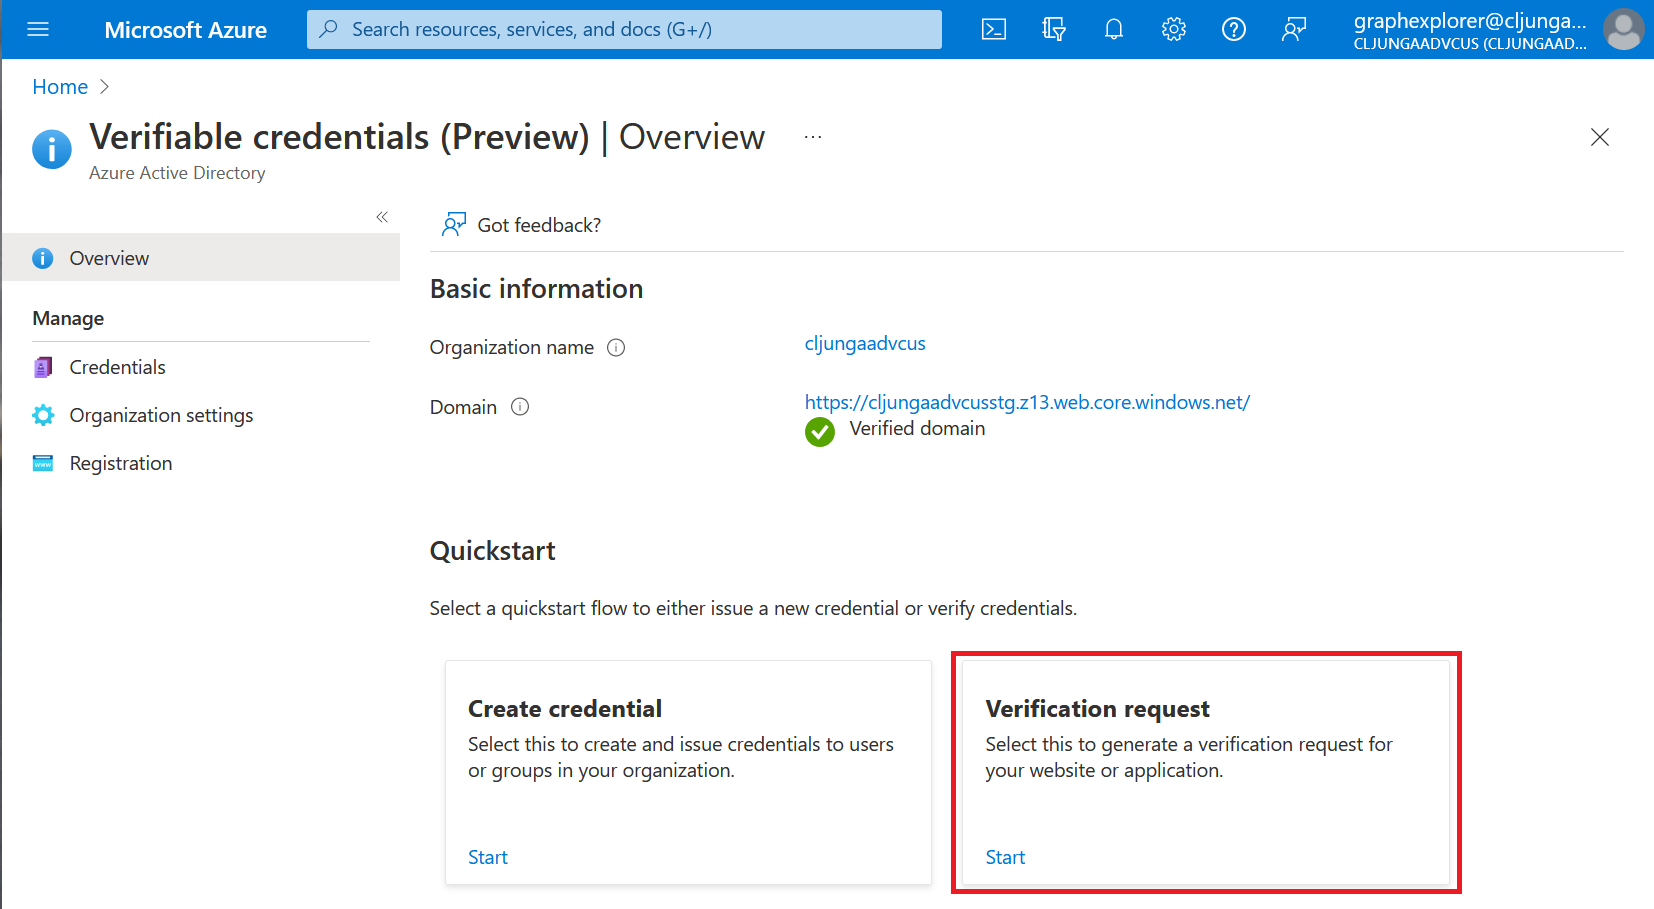 Microsoft Azure
Search resources, services, and docs (G+/)
graphexplorer@cljunga...
CLJUNGAADVCUS (CLJUNGAAD...
Home
Verifiable credentials (Preview) | Overview ...
Azure Active Directory
Overview
Manage
Credentials
Organization settings
Registration
Got feedback?
Basic information
Organization name
cljungaadvcus
Domain
https://cljungaadvcusstg.z13.web.core.windows.net/
Verified domain
Quickstart
Select a quickstart flow to either issue a new credential or verify credentials.
Create credential
Select this to create and issue credentials to users
or groups in your organization.
Start
Verification request
Select this to generate a verification request for
your website or application.
Start